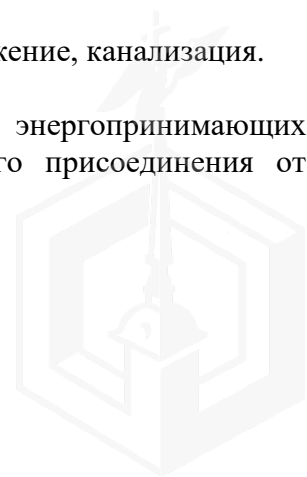 жение, канализация.
энергопринимающих
го присоединения от